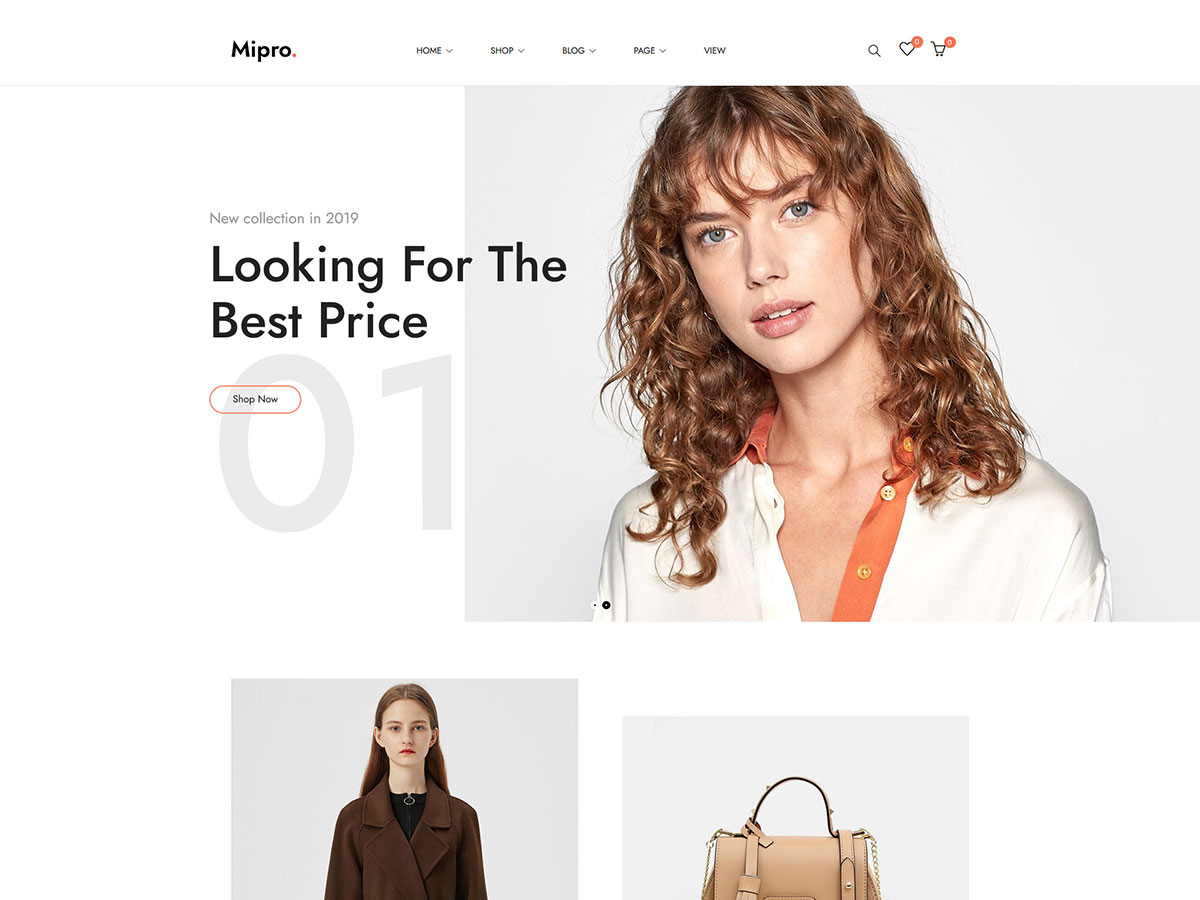 Mipro.
HOME
SHOP
BLOG
PAGE
VIEW
0
0
New collection in 2019
Looking For The
Best Price
01
Shop Now